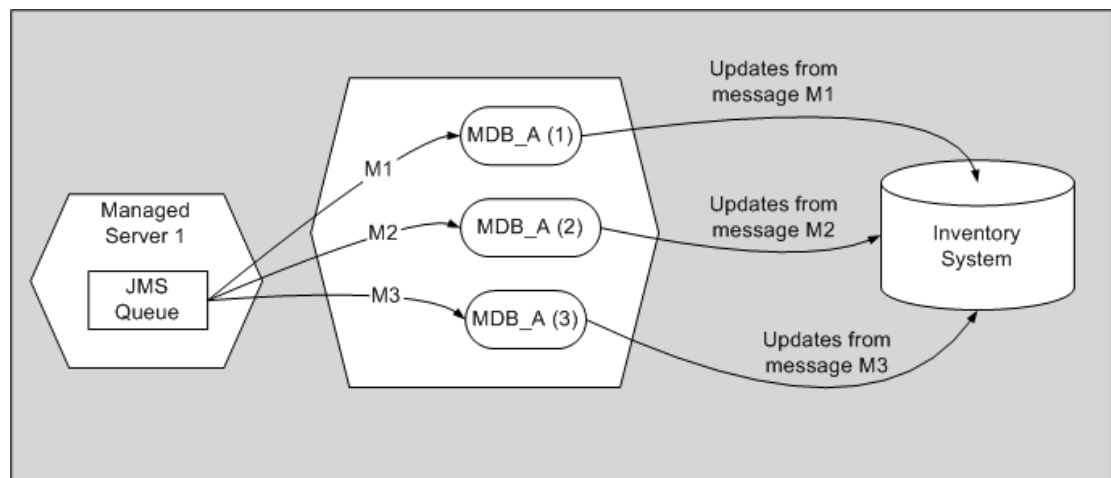 Managed
Server 1
JMS
Queue
M1
M2
M3
MDB_A (1)
MDB_A (2)
MDB_A (3)
Updates from
message M1
Updates from
message M2
Updates from
message M3
Inventory
System